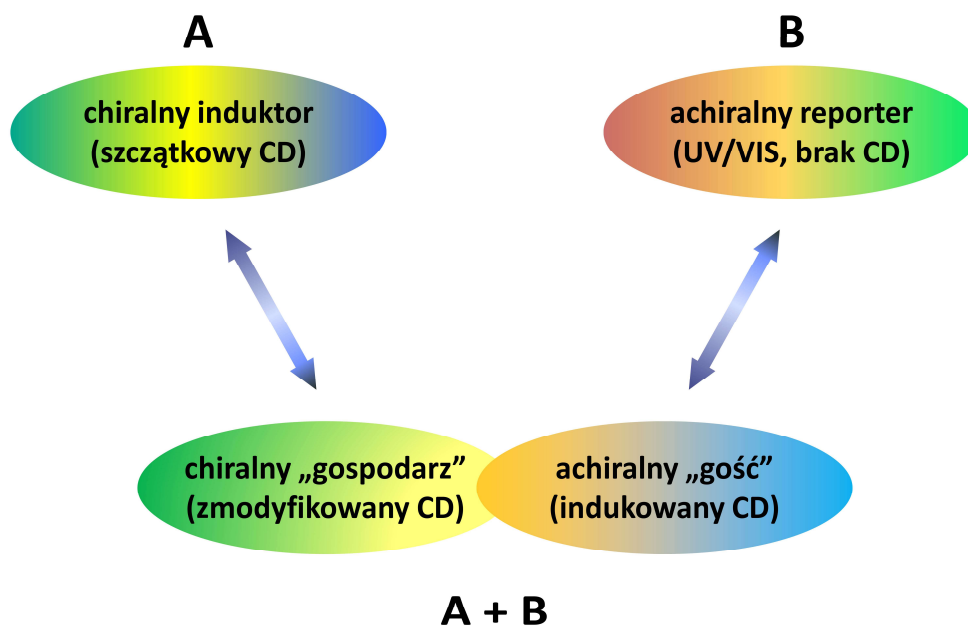 A
B
chiralny induktor
(szczątkowy CD)
achiralny reporter
(UV/VIS, brak CD)
chiralny „gospodarz”
(zmodyfikowany CD)
achiralny „gość”
(indukowany CD)
A + B